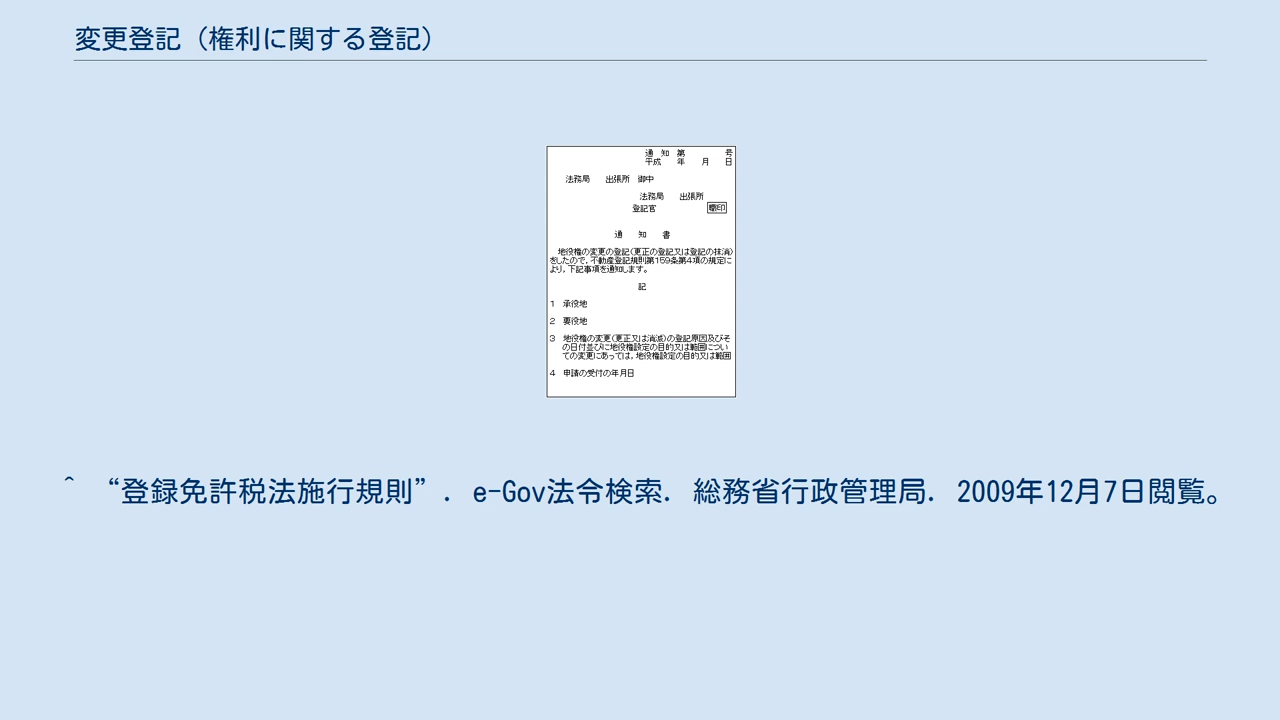 変更登記（権利に関する登記）
通 知 第 号
平成 年 月 日
法務局 出張所 御中
法務局 出張所
登記官 職印
通 知 書
地役権の変更の登記(更正の登記又は登記の抹消)
をしたので，不動産登記規則第159条第4項の規定に
より，下記事項を通知します。
記
1 承役地
2 要役地
3 地役権の変更(更正又は消滅)の登記原因及びそ
の日付並びに地役権設定の目的又は範囲につい
ての変更にあっては，地役権設定の目的又は範囲
4 申請の受付の年月日
^ “登録免許税法施行規則”. e-Gov法令検索. 総務省行政管理局. 2009年12月7日閲覧。